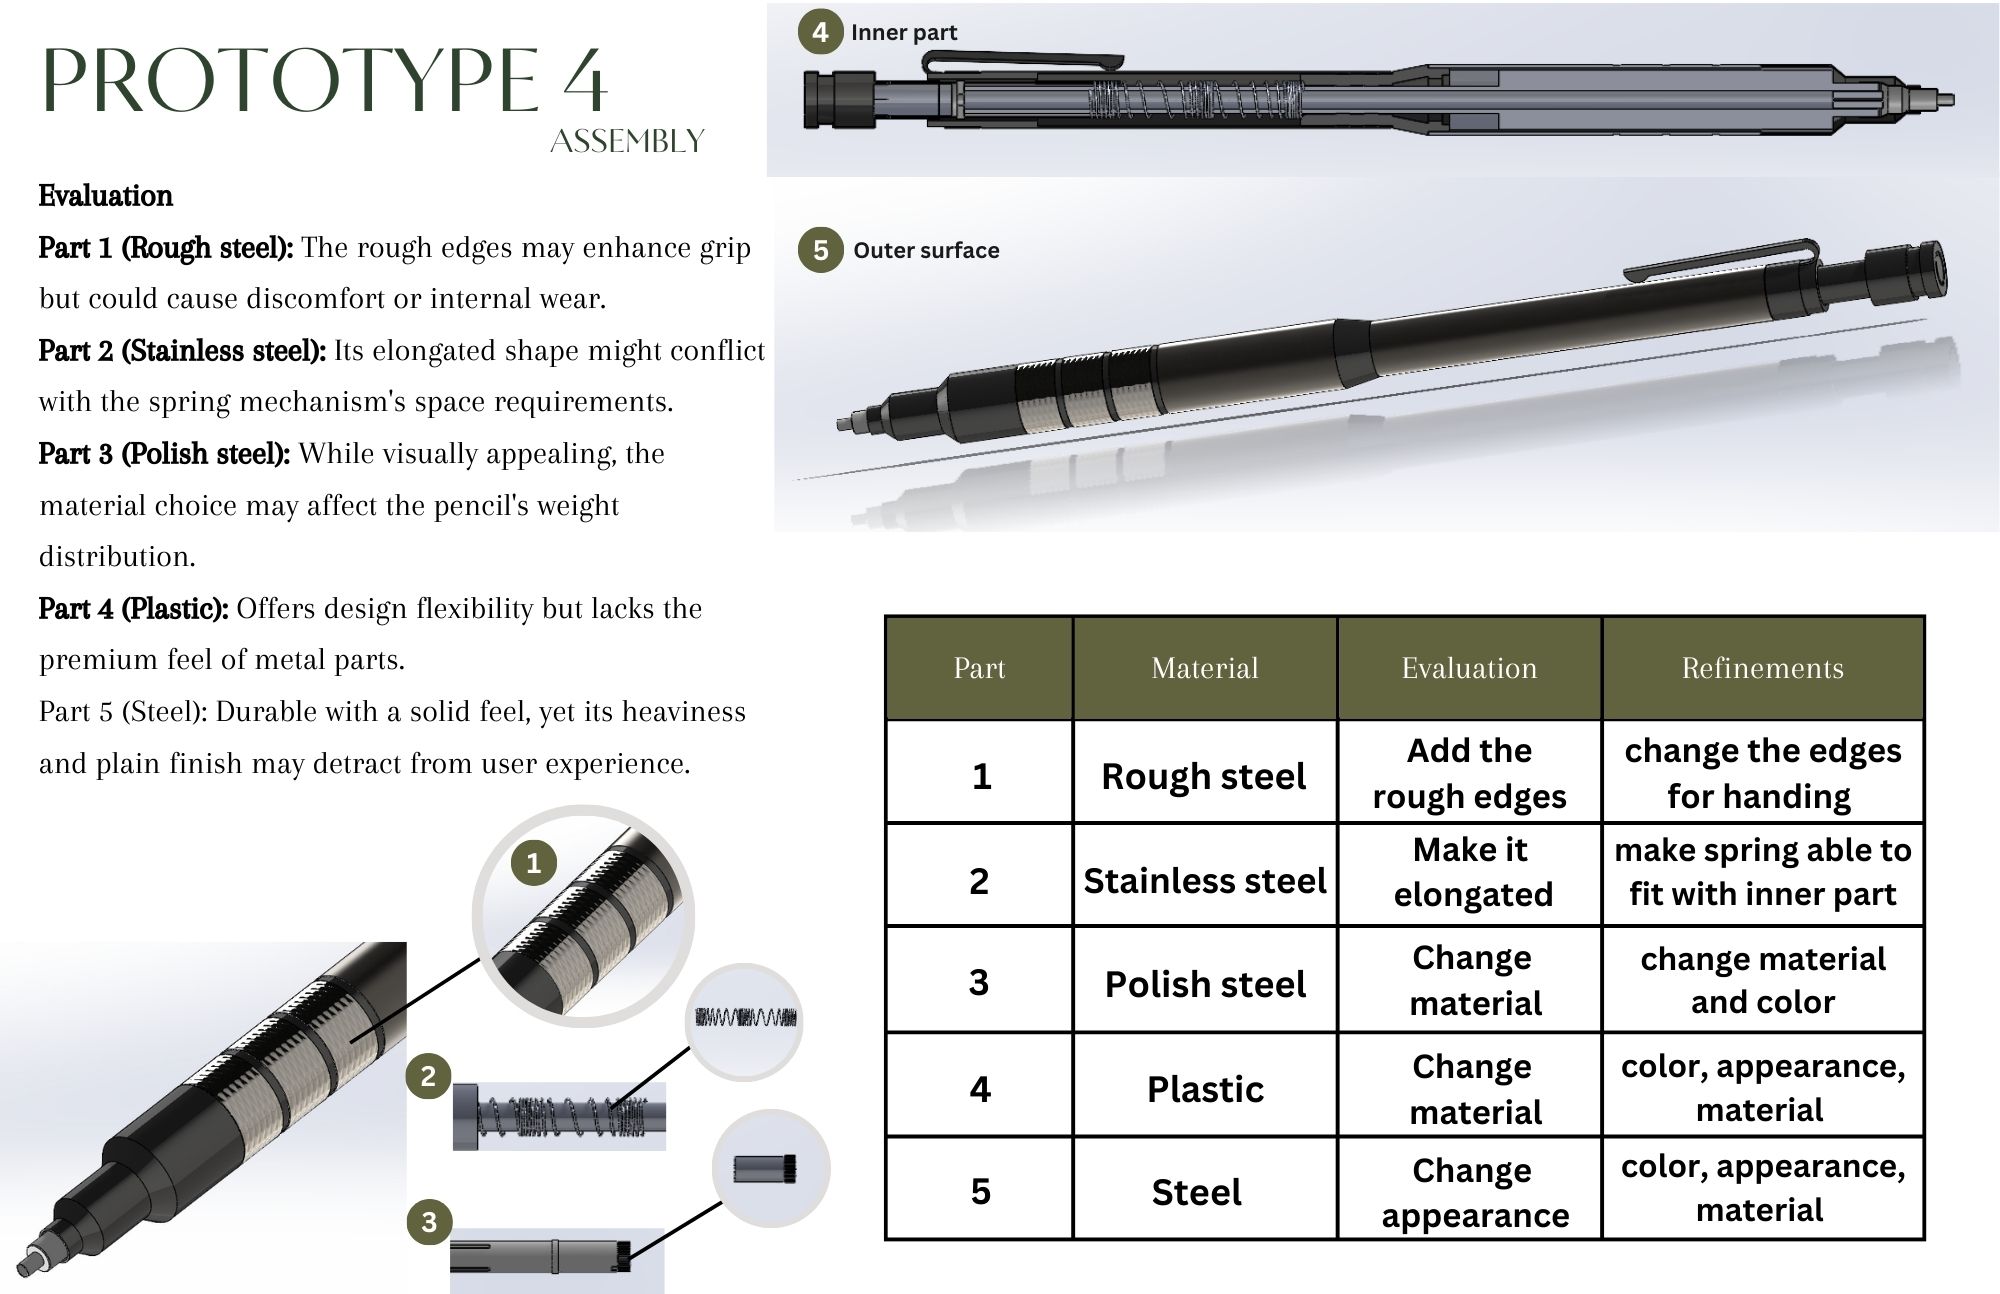 PROTOTYPE 4
ASSEMBLY
Evaluation
Part 1 (Rough steel): The rough edges may enhance grip
but could cause discomfort or internal wear.
Part 2 (Stainless steel): Its elongated shape might conflict
with the spring mechanism's space requirements.
Part 3 (Polish steel): While visually appealing, the
material choice may affect the pencil's weight
distribution.
Part 4 (Plastic): Offers design flexibility but lacks the
premium feel of metal parts.
Part 5 (Steel): Durable with a solid feel, yet its heaviness
and plain finish may detract from user experience.
1
2
3
4 Inner part
5 Outer surface
Part Material Evaluation Refinements
1 Rough steel Add the rough edges change the edges for handing
2 Stainless steel Make it elongated make spring able to fit with inner part
3 Polish steel Change material change material and color
4 Plastic Change material color, appearance, material
5 Steel Change appearance color, appearance, material